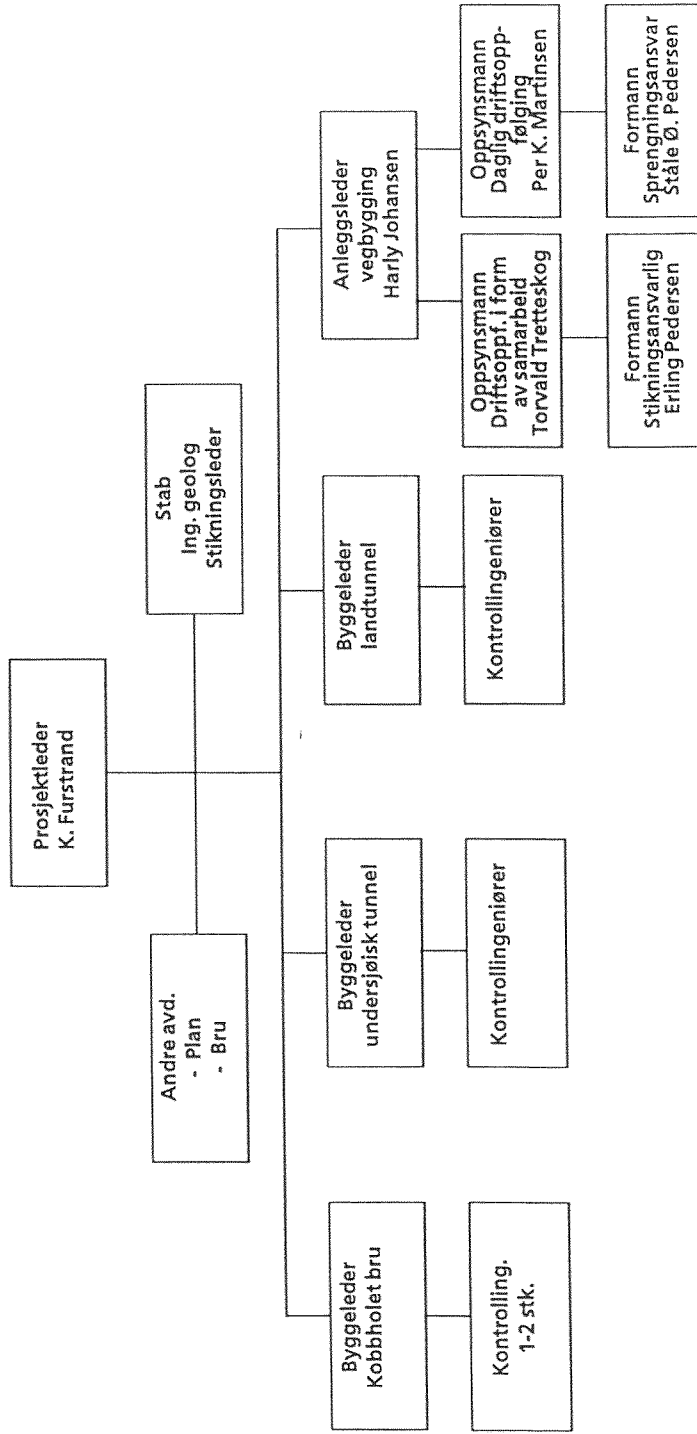 Prosjektleder
K. Furstrand
Andre avd.
- Plan
- Bru
Stab
Ing. geolog
Stikningsleder
Byggeleder
Kobbholet bru
Byggeleder
undersjøisk tunnel
Byggeleder
landtunnel
Anleggsleder
vegbygging
Harly Johansen
Kontrolling.
1-2 stk.
Kontrollingeniører
Kontrollingeniører
Oppsynsmann
Driftsoppf. i form
av samarbeid
Torvald Tretteskog
Oppsynsmann
Daglig driftsopp-
følging
Per K. Martinsen
Formann
Stikningsansvarlig
Erling Pedersen
Formann
Sprengningsansvar
Ståle Ø. Pedersen